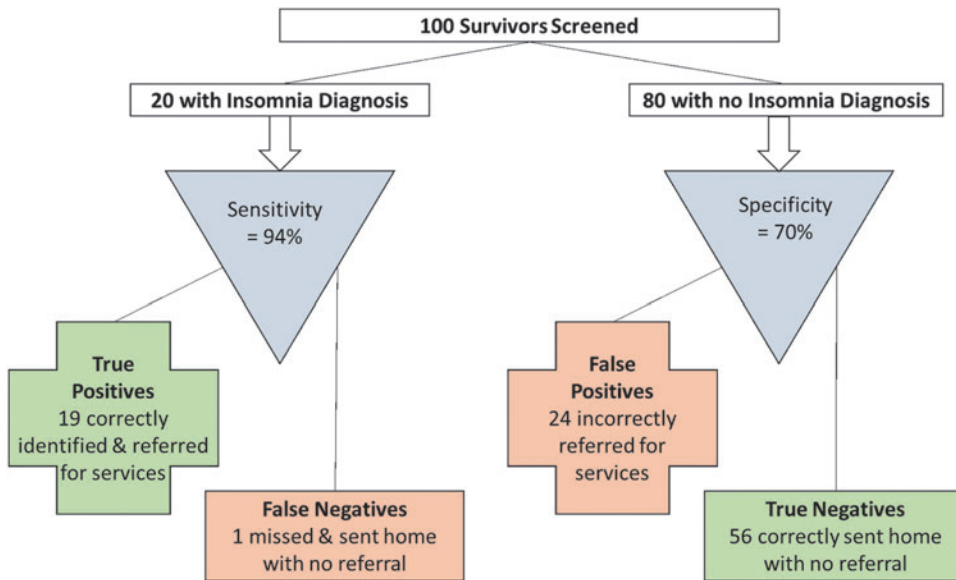 100 Survivors Screened
20 with Insomnia Diagnosis
80 with no Insomnia Diagnosis
Sensitivity
= 94%
Specificity
= 70%
True
Positives
19 correctly
identified & referred
for services
False Negatives
1 missed & sent home
with no referral
False
Positives
24 incorrectly
referred for
services
True Negatives
56 correctly sent home
with no referral